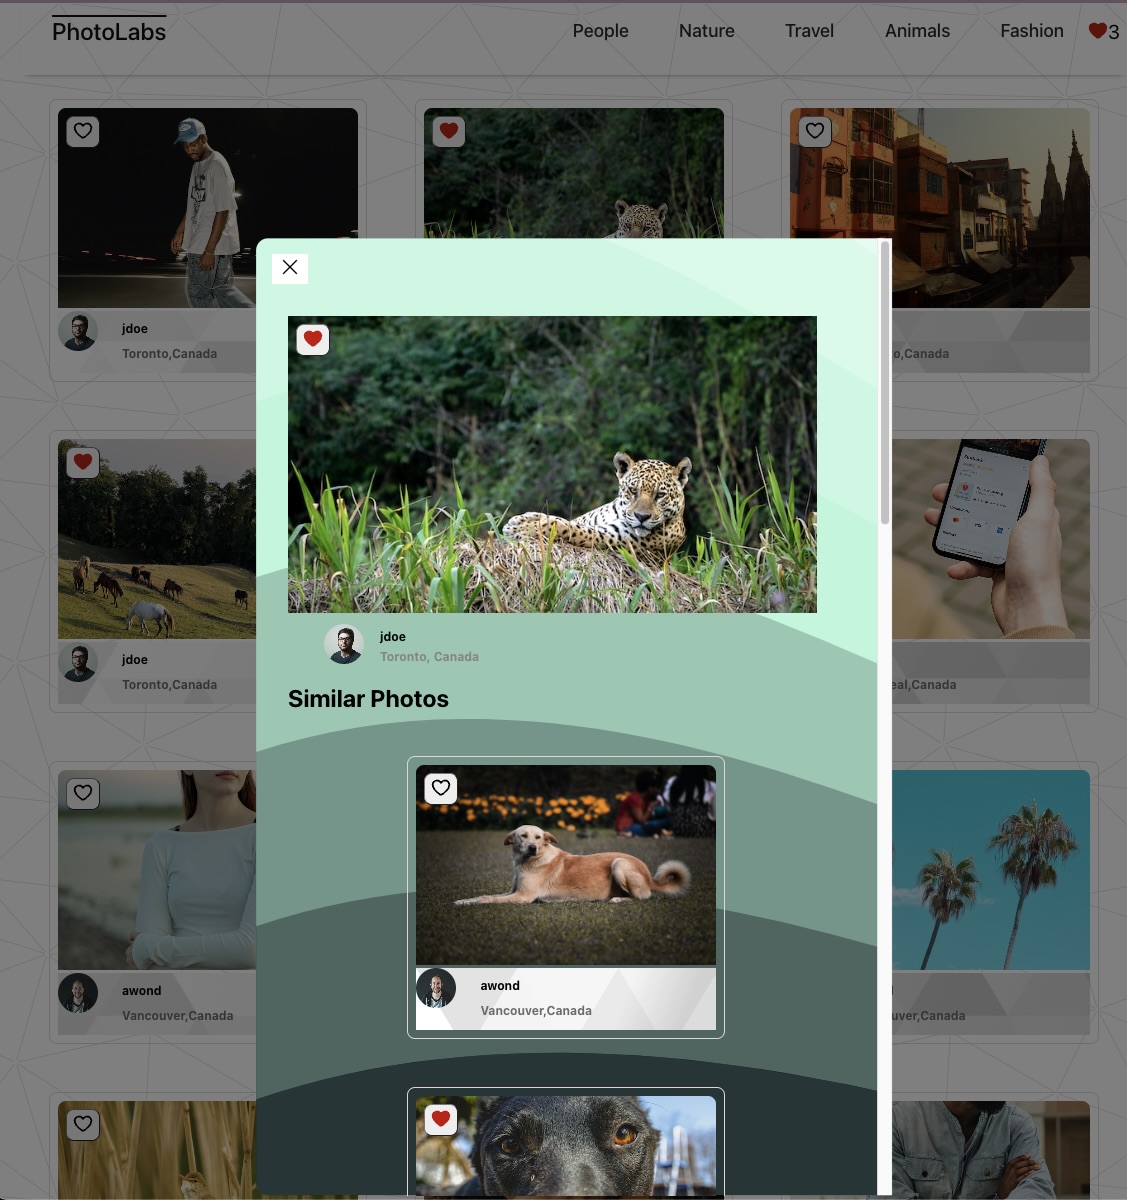 PhotoLabs
People Nature Travel Animals Fashion 3
jdoe
Toronto,Canada
jdoe
Toronto,Canada
awond
Vancouver,Canada
jdoe
Toronto, Canada
Similar Photos
awond
Vancouver,Canada
o,Canada
eal,Canada
uver,Canada